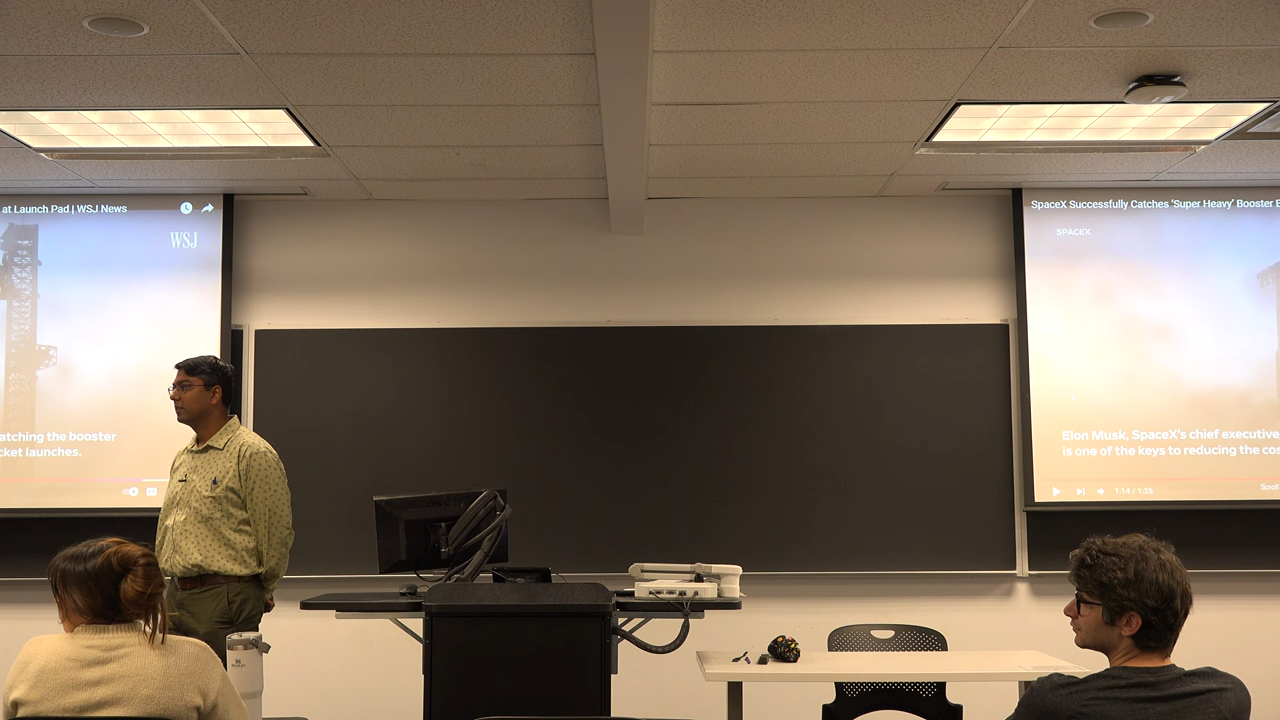 at Launch Pad | WSJ News
WSJ
atching the booster
cket launches.
SpaceX Successfully Catches 'Super Heavy' Booster
SPACEX
Elon Musk, SpaceX's chief executive
is one of the keys to reducing the cos
1:14 / 1:25
Scroll